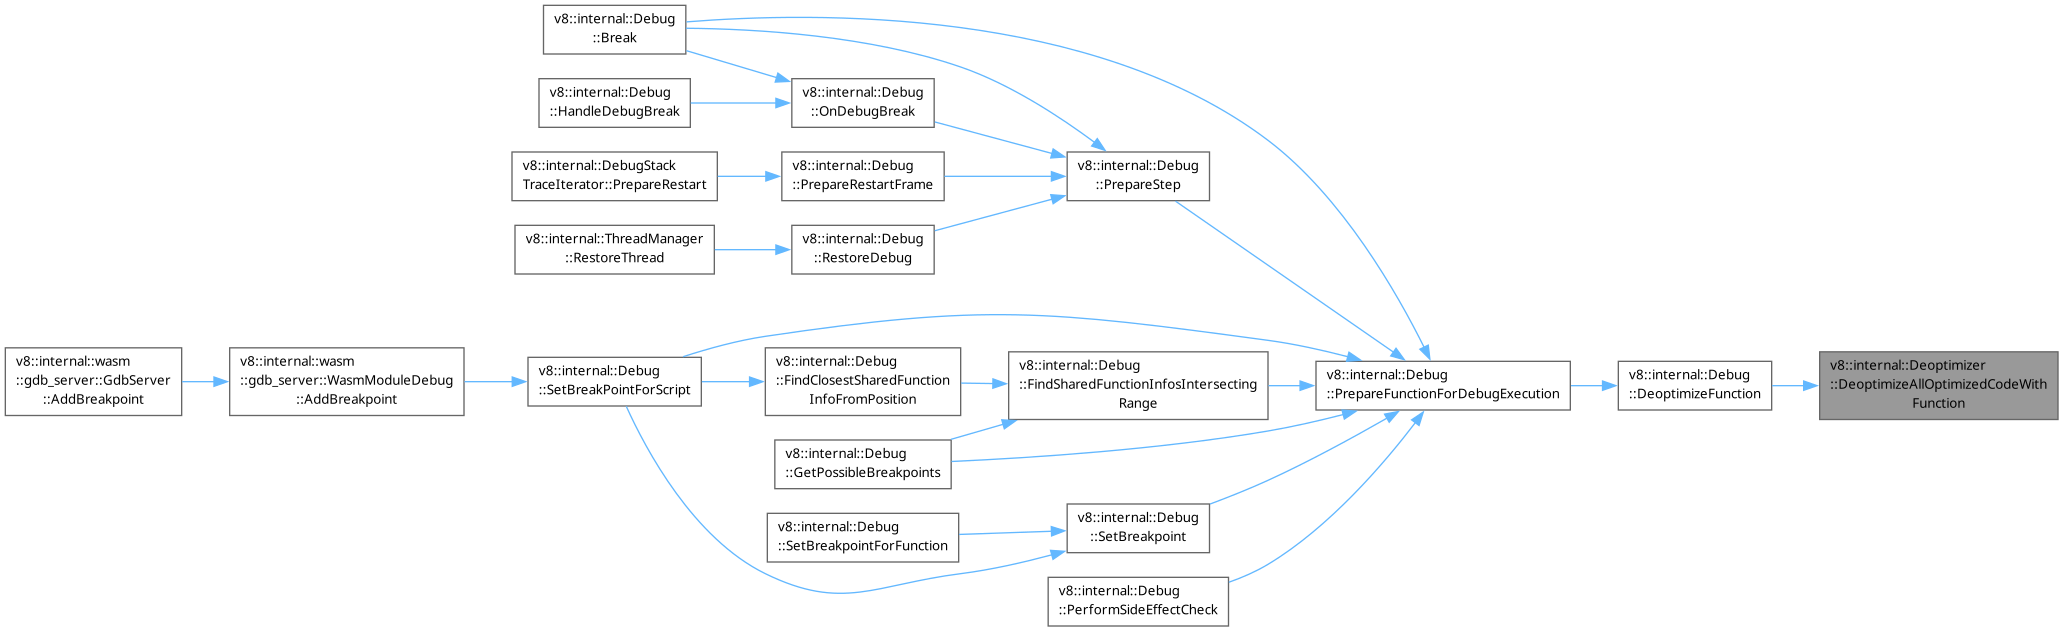 v8::internal::Debug
::Break
v8::internal::Debug
::HandleDebugBreak
v8::internal::Debug
::OnDebugBreak
v8::internal::DebugStack
TraceIterator::PrepareRestart
v8::internal::Debug
::PrepareRestartFrame
v8::internal::Debug
::PrepareStep
v8::internal::ThreadManager
::RestoreThread
v8::internal::Debug
::RestoreDebug
v8::internal::wasm
::gdb_server::GdbServer
::AddBreakpoint
v8::internal::wasm
::gdb_server::WasmModuleDebug
::AddBreakpoint
v8::internal::Debug
::SetBreakPointForScript
v8::internal::Debug
::FindClosestSharedFunction
InfoFromPosition
v8::internal::Debug
::FindSharedFunctionInfosIntersecting
Range
v8::internal::Debug
::PrepareFunctionForDebugExecution
v8::internal::Debug
::DeoptimizeFunction
v8::internal::Deoptimizer
::DeoptimizeAllOptimizedCodeWith
Function
v8::internal::Debug
::GetPossibleBreakpoints
v8::internal::Debug
::SetBreakpointForFunction
v8::internal::Debug
::SetBreakpoint
v8::internal::Debug
::PerformSideEffectCheck